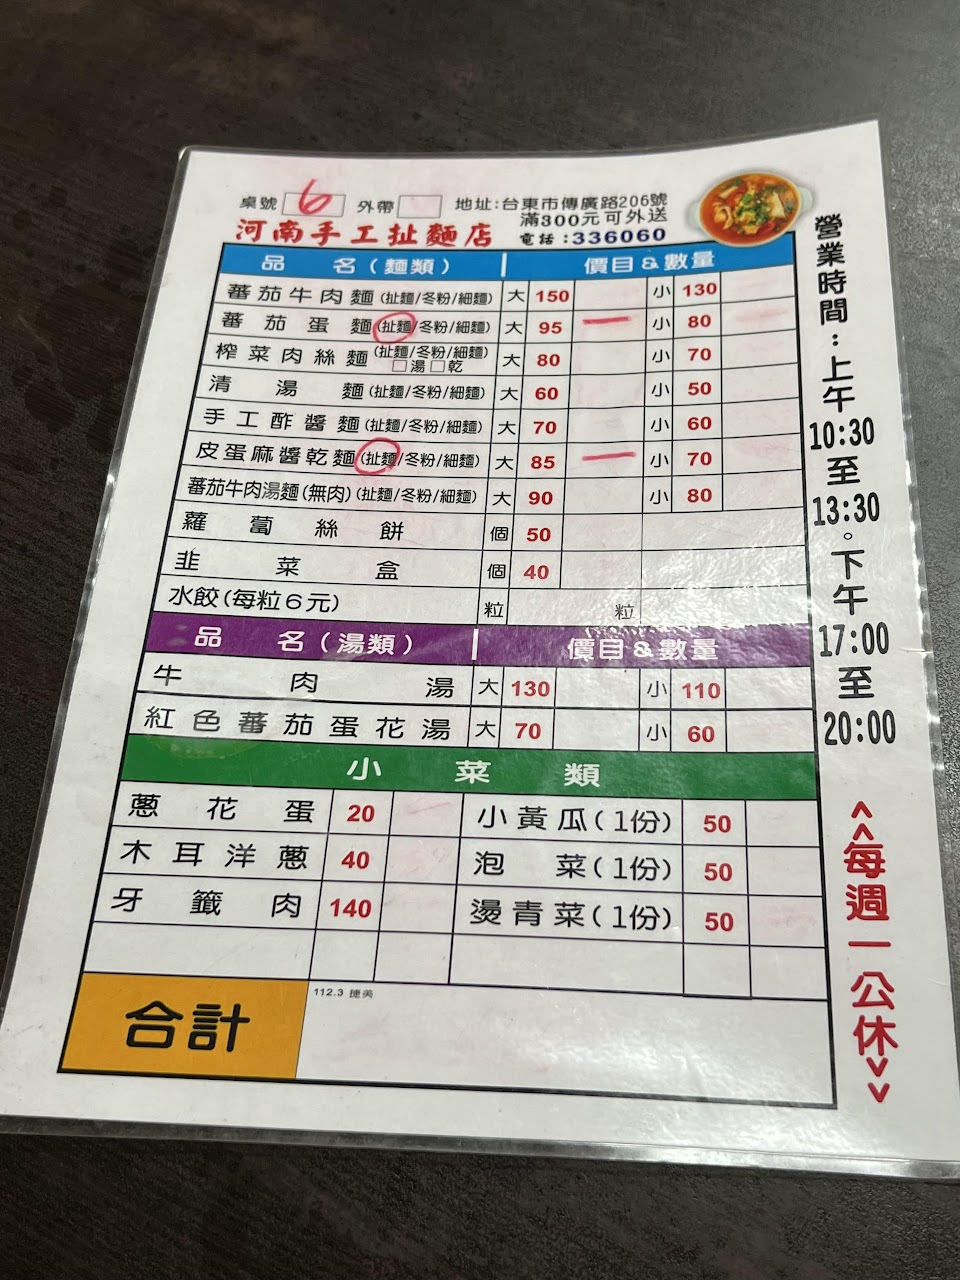 桌號 6 外帶 地址:台東市傳廣路206號
滿300元可外送
河南手工扯麵店 電話:336060
品 名(麵類) 價目&數量
蕃茄牛肉麵(扯麵/冬粉/細麵) 大 150 小 130
蕃茄蛋麵(扯麵/冬粉/細麵) 大 95 一 小 80
榨菜肉絲麵(扯麵/冬粉/細麵) □湯□乾 大 80 小 70
清湯麵(扯麵/冬粉/細麵) 大 60 小 50
手工酢醬麵(扯麵/冬粉/細麵) 大 70 小 60
皮蛋麻醬乾麵(扯麵/冬粉/細麵) 大 85 一 小 70
蕃茄牛肉湯麵(無肉)(扯麵/冬粉/細麵) 大 90 小 80
蘿蔔絲餅 個 50
韭菜盒 個 40
水餃(每粒6元) 粒 粒
品 名(湯類) 價目&數量
牛肉湯 大 130 小 110
紅色蕃茄蛋花湯 大 70 小 60
小菜類
蔥花蛋 20 小黃瓜(1份) 50
木耳洋蔥 40 泡菜(1份) 50
牙籤肉 140 燙青菜(1份) 50
合計
112.3 捷美
營業時間:上午10:30至13:30。下午17:00至20:00
<<每週一公休>>